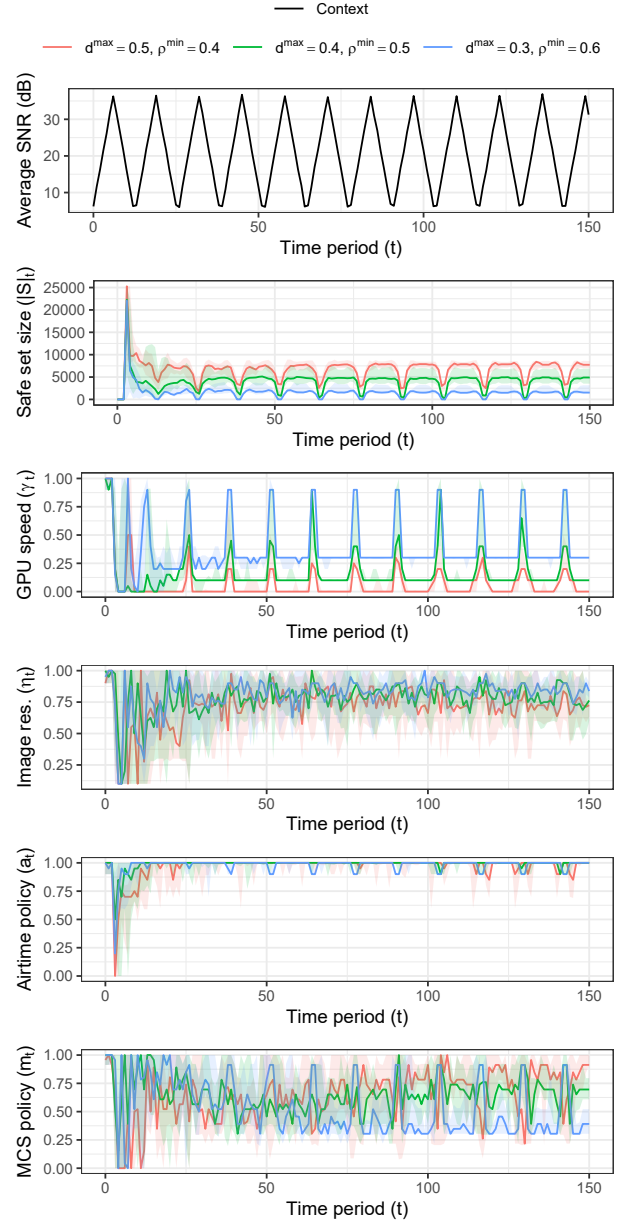 Context
d^max = 0.5, ρ^min = 0.4 d^max = 0.4, ρ^min = 0.5 d^max = 0.3, ρ^min = 0.6
Average SNR (dB)
30
20
10
0 50 100 150
Time period (t)
Safe set size (|S|t)
25000
20000
15000
10000
5000
0
0 50 100 150
Time period (t)
GPU speed (γt)
1.00
0.75
0.50
0.25
0.00
0 50 100 150
Time period (t)
Image res. (ηt)
1.00
0.75
0.50
0.25
0 50 100 150
Time period (t)
Airtime policy (at)
1.00
0.75
0.50
0.25
0.00
0 50 100 150
Time period (t)
MCS policy (mt)
1.00
0.75
0.50
0.25
0.00
0 50 100 150
Time period (t)